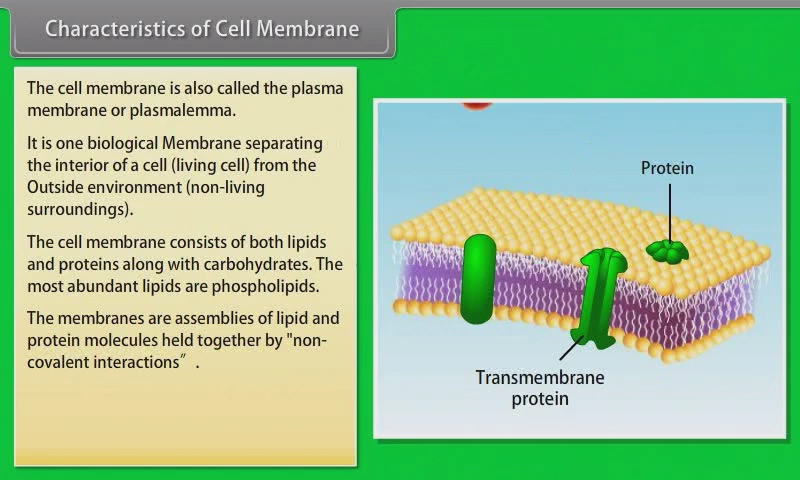 Characteristics of Cell Membrane
The cell membrane is also called the plasma
membrane or plasmalemma.
It is one biological Membrane separating
the interior of a cell (living cell) from the
Outside environment (non-living
surroundings).
The cell membrane consists of both lipids
and proteins along with carbohydrates. The
most abundant lipids are phospholipids.
The membranes are assemblies of lipid and
protein molecules held together by "non-
covalent interactions” .
Protein
Transmembrane
protein